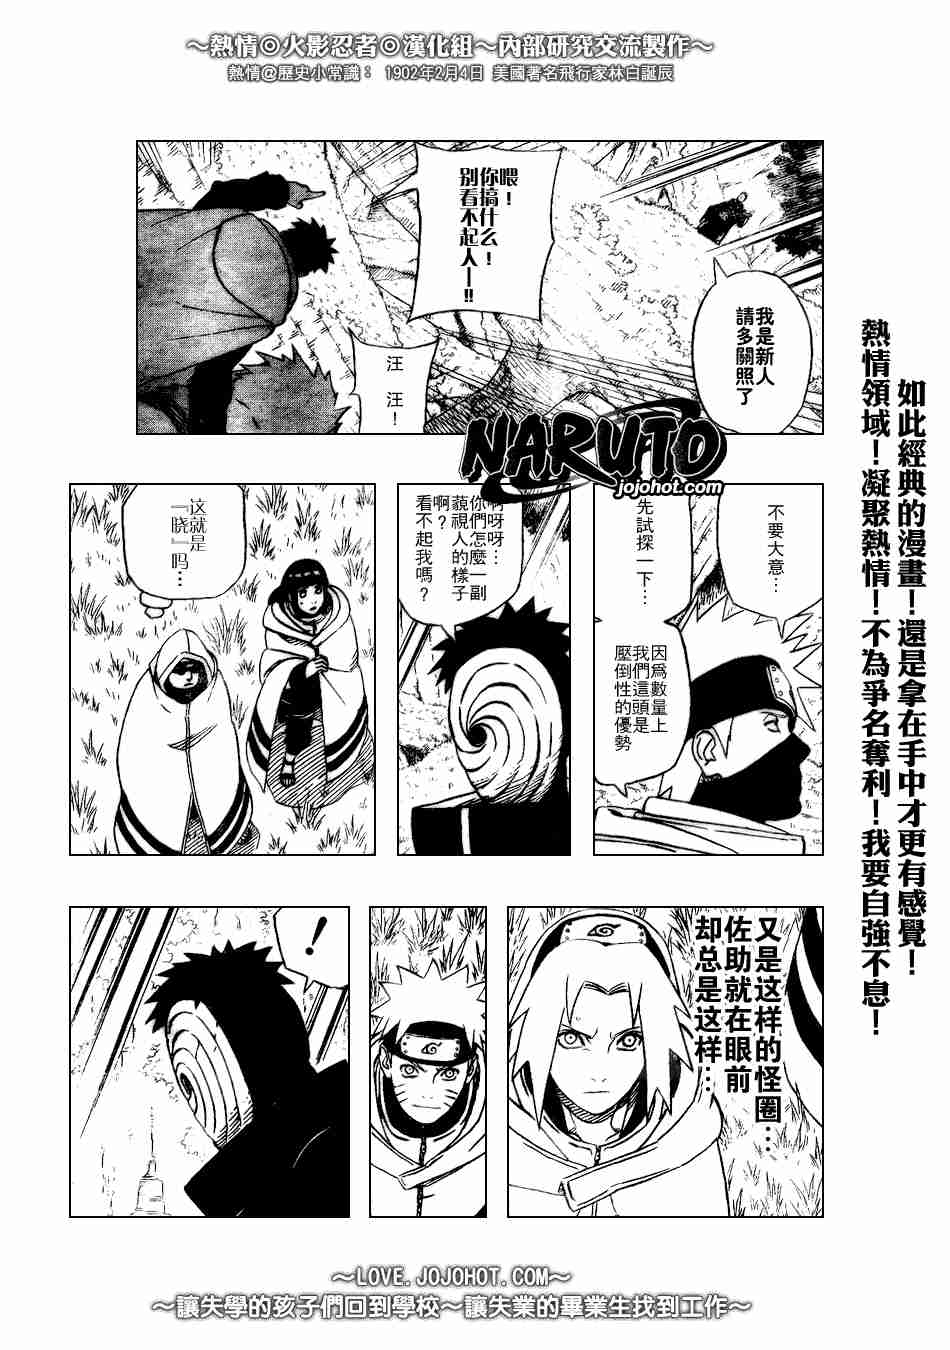 ～熱情◎火影忍者◎漢化組～內部研究交流製作～
熱情@歷史小常識： 1902年2月4日 美國著名飛行家林白誕辰
我是新人
請多關照了
喂！
你搞什么！
别看不起人—!!
汪
汪！
NARUTO
jojohot.com
不要大意…
先試探一下…
因爲數量上
我們這頭是
壓倒性的優勢
啊呀呀…
你們怎麼一副
藐視人的樣子
啊？
看不起我嗎？
这就是
『晓』吗…
又是这样的怪圈…
佐助就在眼前
却总是这样…
！
如此經典的漫畫！還是拿在手中才更有感覺！
熱情領域！凝聚熱情！不為爭名奪利！我要自強不息！
～LOVE.JOJOHOT.COM～
～讓失學的孩子們回到學校～讓失業的畢業生找到工作～